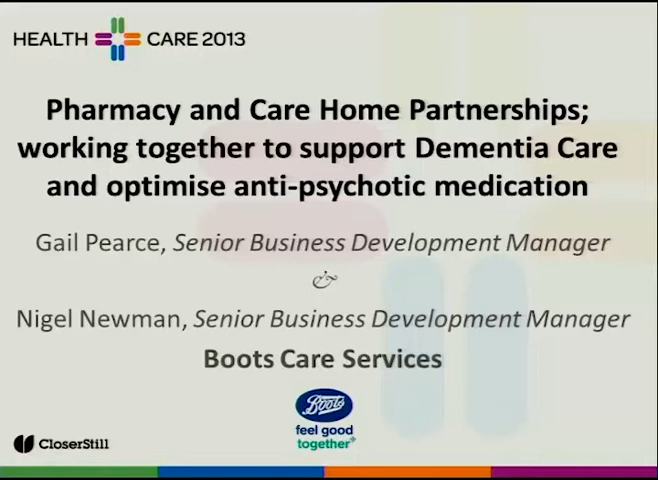 HEALTH CARE 2013
Pharmacy and Care Home Partnerships;
working together to support Dementia Care
and optimise anti-psychotic medication
Gail Pearce, Senior Business Development Manager
&
Nigel Newman, Senior Business Development Manager
Boots Care Services
Boots
feel good
together
CloserStill